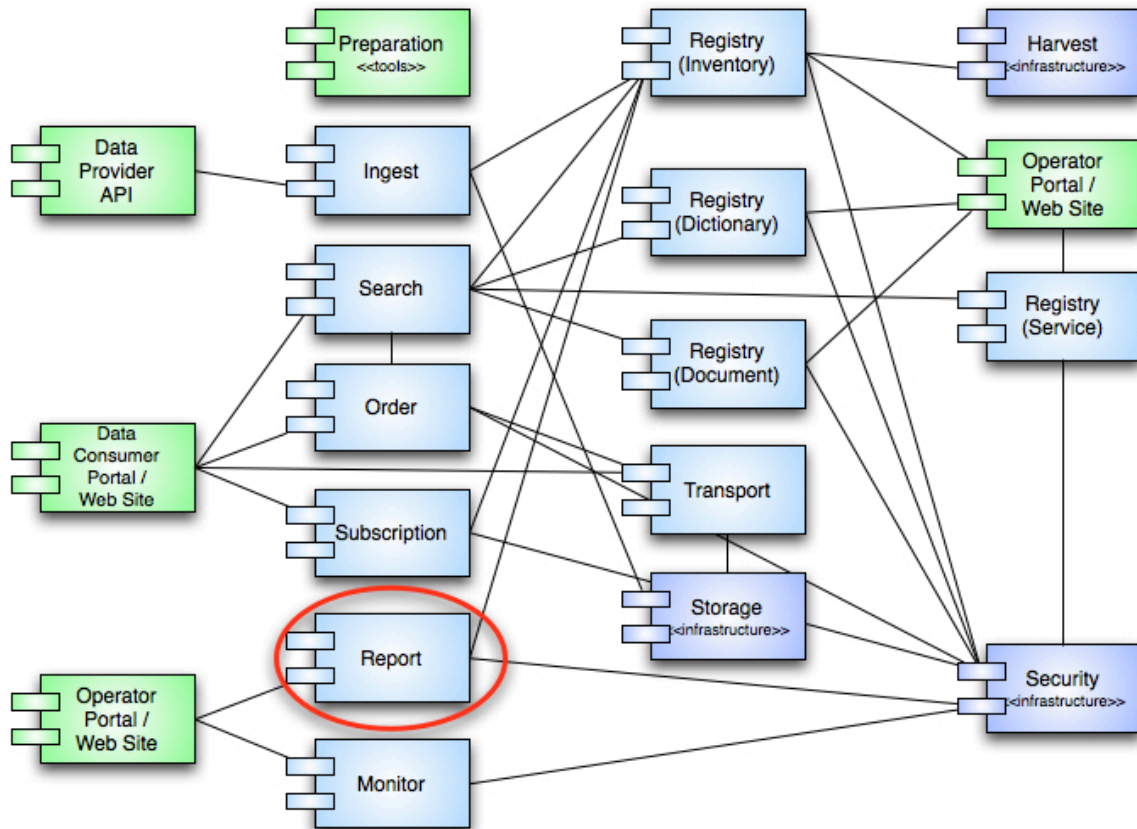 Preparation
<<tools>>
Registry
(Inventory)
Harvest
<<infrastructure>>
Data
Provider
API
Ingest
Registry
(Dictionary)
Operator
Portal /
Web Site
Search
Registry
(Service)
Registry
(Document)
Order
Data
Consumer
Portal /
Web Site
Transport
Subscription
Storage
<<infrastructure>>
Report
Security
<<infrastructure>>
Operator
Portal /
Web Site
Monitor